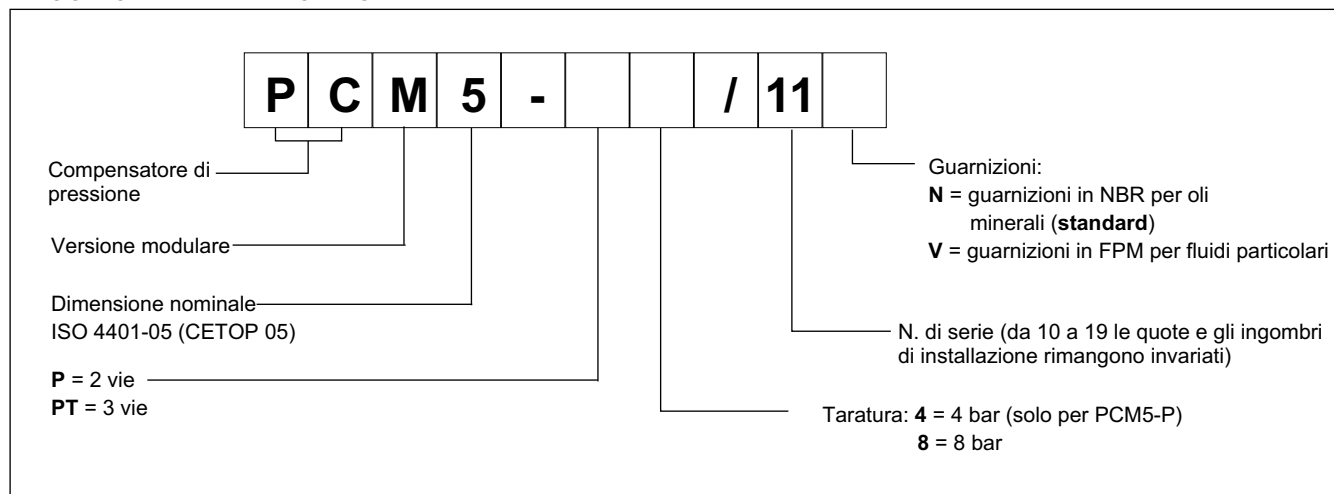 P C M 5 - / 11
Compensatore di
pressione
Versione modulare
Dimensione nominale
ISO 4401-05 (CETOP 05)
P = 2 vie
PT = 3 vie
Guarnizioni:
N = guarnizioni in NBR per oli
minerali (standard)
V = guarnizioni in FPM per fluidi particolari
N. di serie (da 10 a 19 le quote e gli ingombri
di installazione rimangono invariati)
Taratura: 4 = 4 bar (solo per PCM5-P)
8 = 8 bar